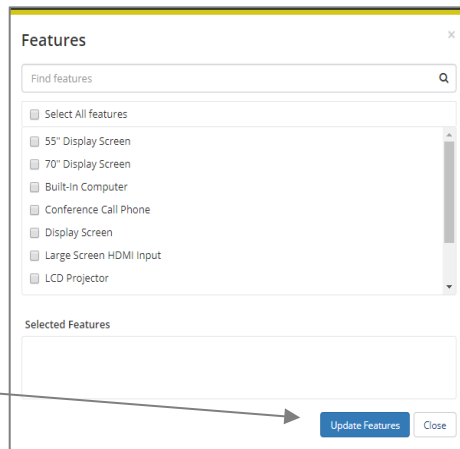 Features
×
Find features
Select All features
55" Display Screen
70" Display Screen
Built-In Computer
Conference Call Phone
Display Screen
Large Screen HDMI Input
LCD Projector
Selected Features
Update Features Close